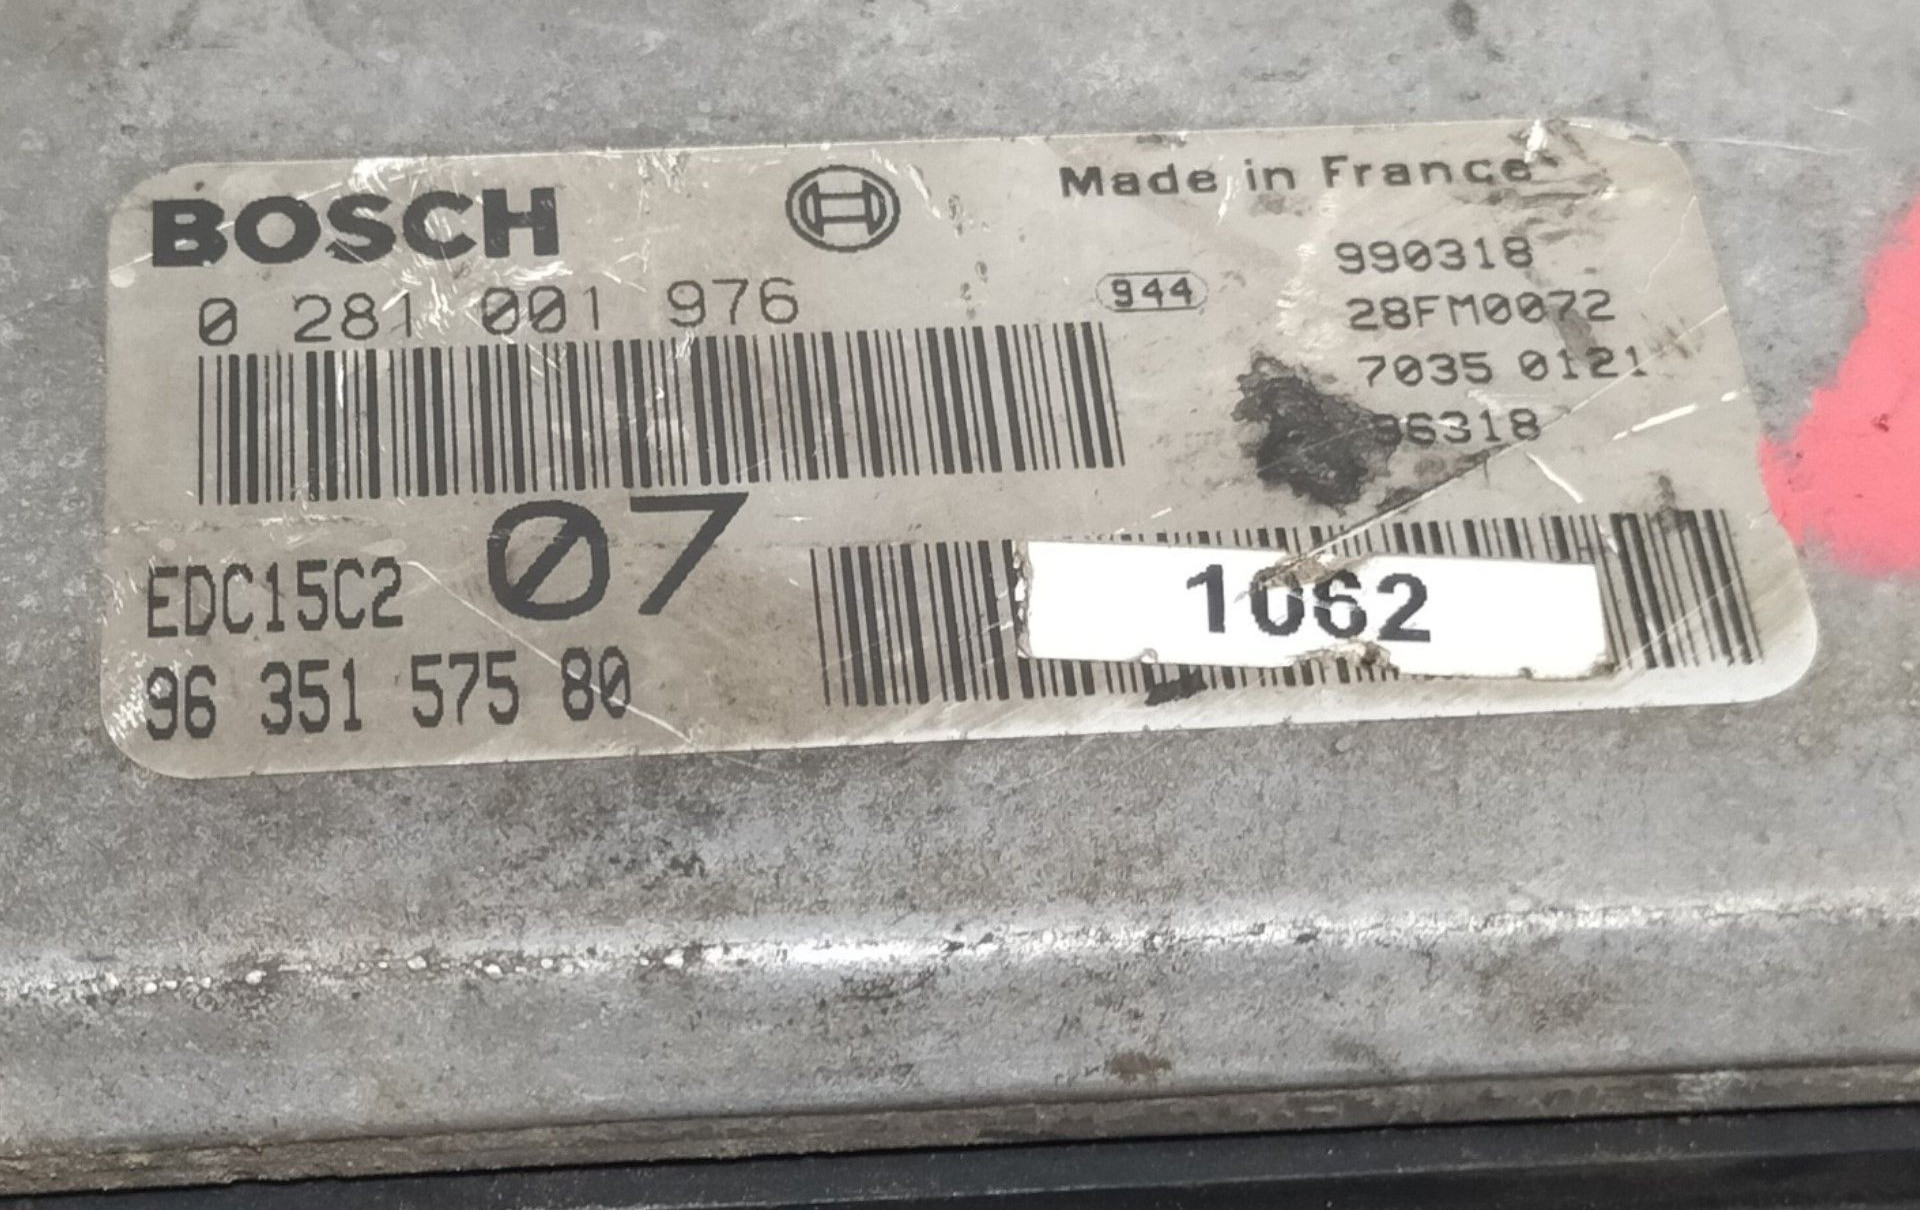 BOSCH
Made in France
0 281 001 976
944
990318
28FM0072
7035 0121
EDC15C2
07
1062
96 351 575 80